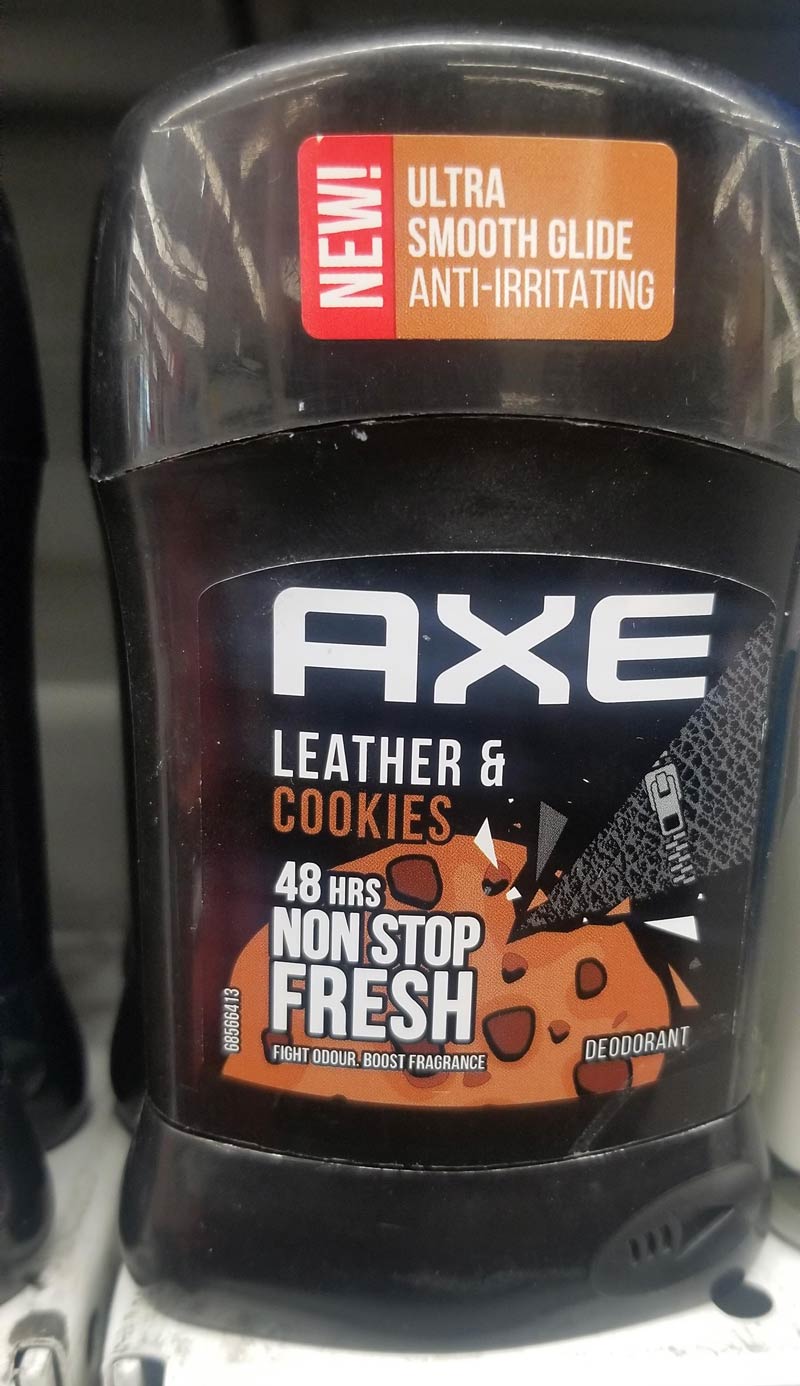 NEW!
ULTRA
SMOOTH GLIDE
ANTI-IRRITATING
AXE
LEATHER &
COOKIES
48 HRS
NON STOP
FRESH
FIGHT ODOUR. BOOST FRAGRANCE
DEODORANT
68566413